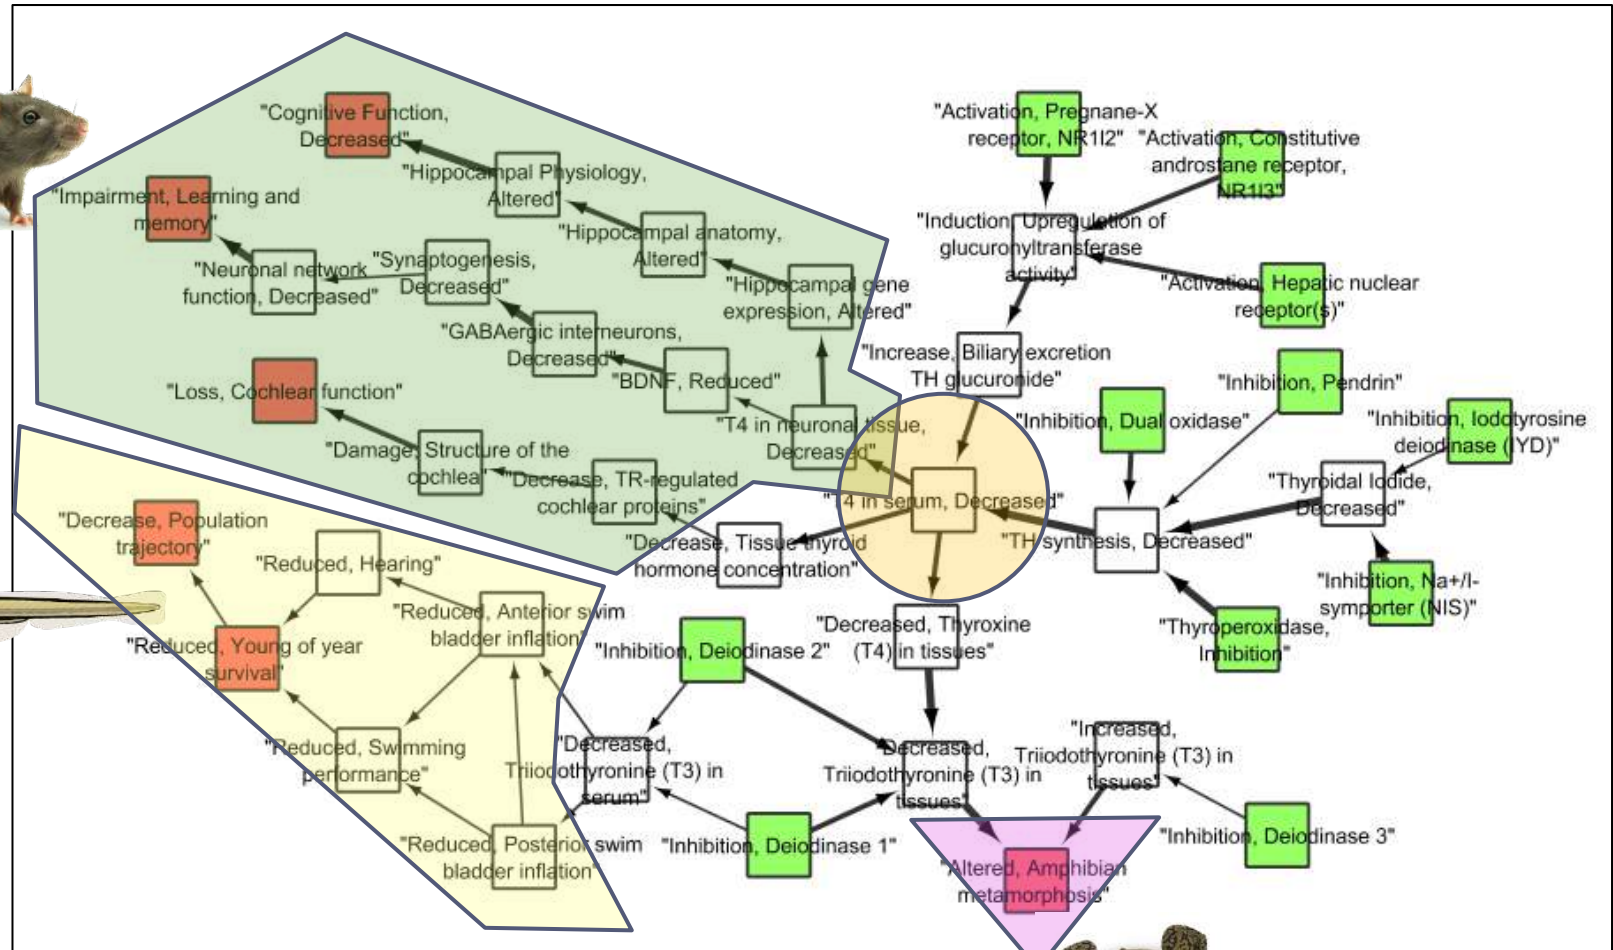 "Cognitive Function,
Decreased"
"Hippocampal Physiology,
Altered"
"Impairment, Learning and
memory"
"Hippocampal anatomy,
Altered"
"Neuronal network
function, Decreased"
"Synaptogenesis,
Decreased"
"Hippocampal gene
expression, Altered"
"GABAergic interneurons,
Decreased"
"BDNF, Reduced"
"Loss, Cochlear function"
"T4 in neuronal tissue,
Decreased"
"Damage, Structure of the
cochlea"
"Decrease, TR-regulated
cochlear proteins"
"Activation, Pregnane-X
receptor, NR1I2"
"Activation, Constitutive
androstane receptor,
NR1I3"
"Induction, Upregulation of
glucuronyltransferase
activity"
"Activation, Hepatic nuclear
receptor(s)"
"Increase, Biliary excretion
TH glucuronide"
"Inhibition, Pendrin"
"Inhibition, Dual oxidase"
"Inhibition, Iodotyrosine
deiodinase (IYD)"
"Thyroidal Iodide,
Decreased"
"T4 in serum, Decreased"
"TH synthesis, Decreased"
"Decrease, Tissue thyroid
hormone concentration"
"Inhibition, Na+/I-
symporter (NIS)"
"Thyroperoxidase,
Inhibition"
"Decrease, Population
trajectory"
"Reduced, Hearing"
"Reduced, Anterior swim
bladder inflation"
"Reduced, Young of year
survival"
"Inhibition, Deiodinase 2"
"Decreased, Thyroxine
(T4) in tissues"
"Reduced, Swimming
performance"
"Decreased,
Triiodothyronine (T3) in
serum"
"Decreased,
Triiodothyronine (T3) in
tissues"
"Increased,
Triiodothyronine (T3) in
tissues"
"Reduced, Posterior swim
bladder inflation"
"Inhibition, Deiodinase 1"
"Inhibition, Deiodinase 3"
"Altered, Amphibian
metamorphosis"